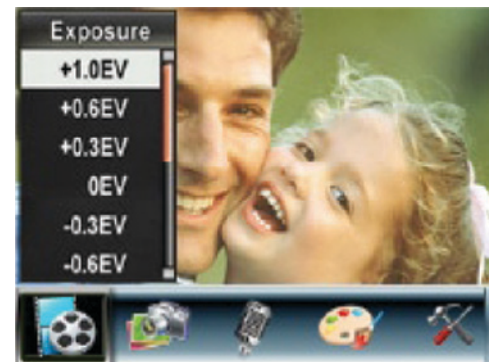 Exposure
+1.0EV
+0.6EV
+0.3EV
0EV
-0.3EV
-0.6EV